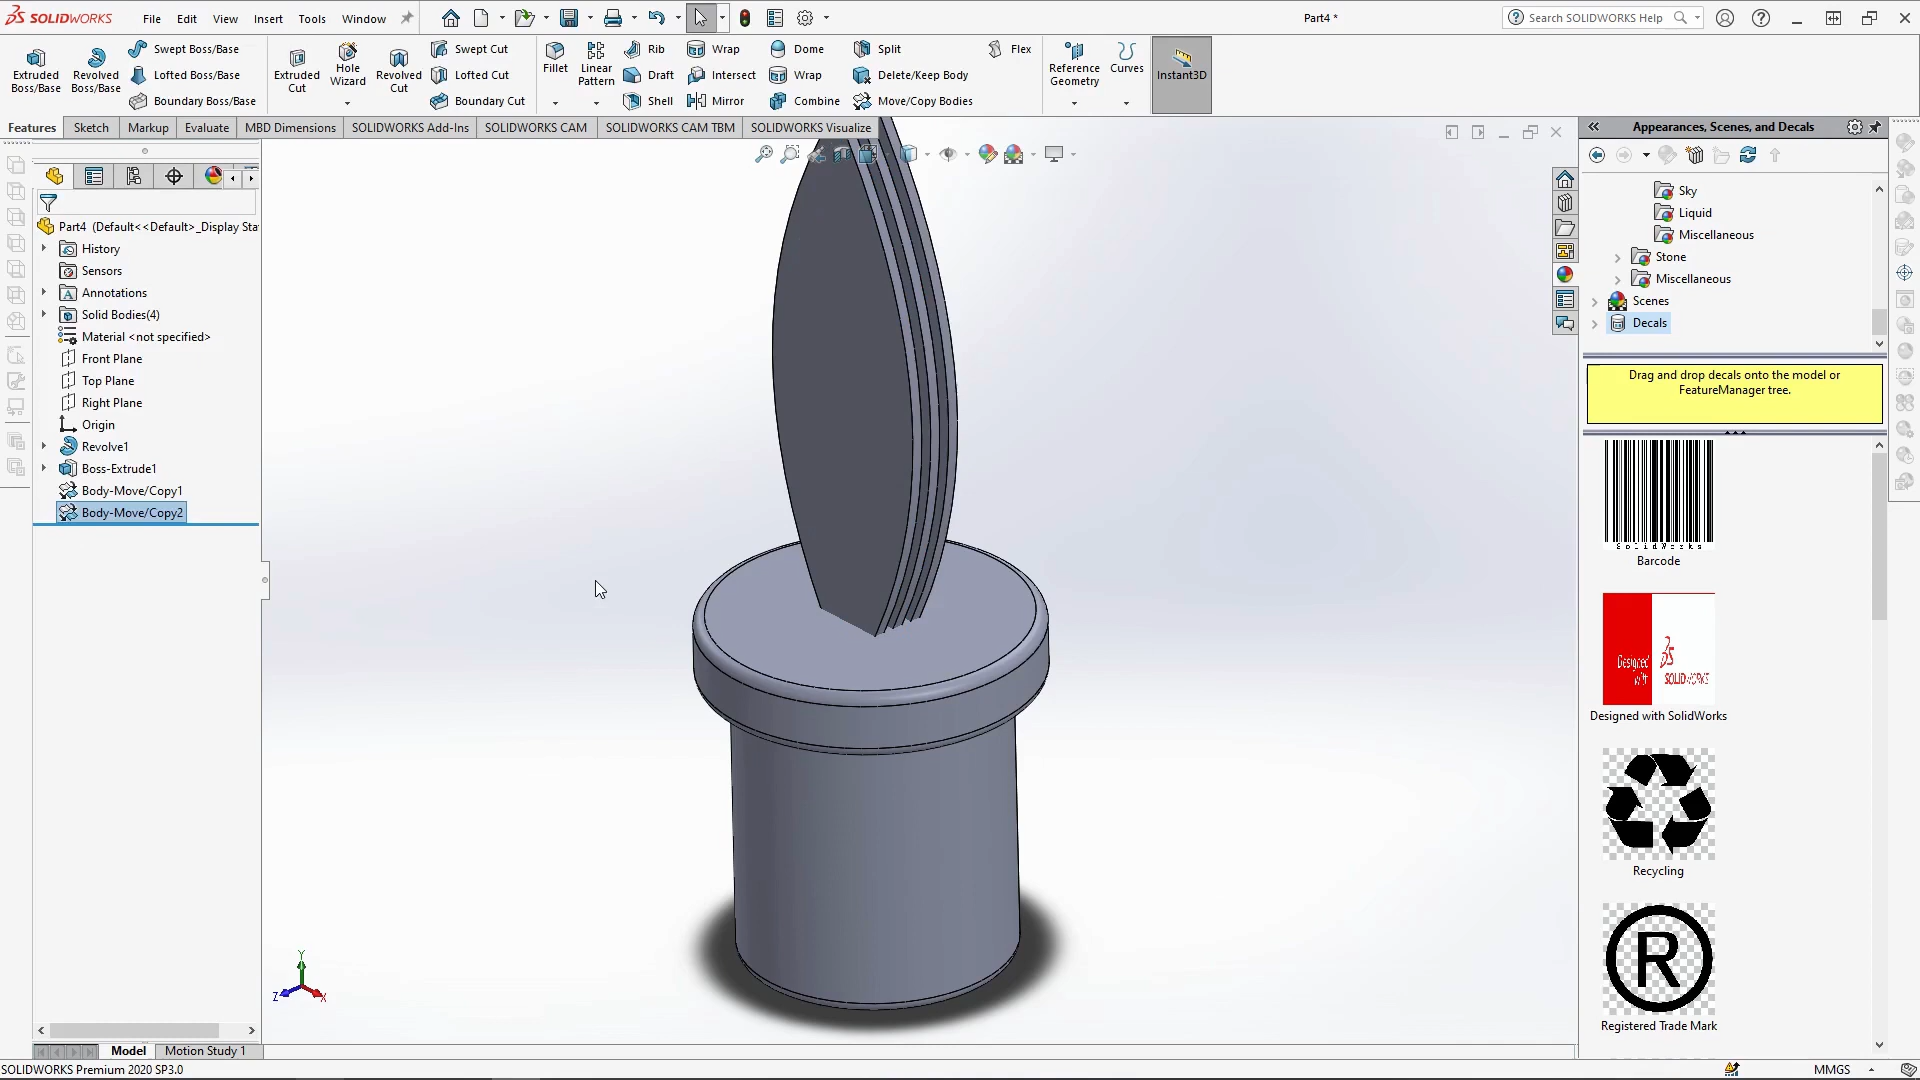 SOLIDWORKS
File Edit View Insert Tools Window
Part4 *
Search SOLIDWORKS Help
Extruded Boss/Base
Revolved Boss/Base
Swept Boss/Base
Lofted Boss/Base
Boundary Boss/Base
Extruded Cut
Hole Wizard
Revolved Cut
Swept Cut
Lofted Cut
Boundary Cut
Fillet
Linear Pattern
Rib
Draft
Shell
Wrap
Intersect
Mirror
Dome
Wrap
Combine
Split
Delete/Keep Body
Move/Copy Bodies
Flex
Reference Geometry
Curves
Instant3D
Features Sketch Markup Evaluate MBD Dimensions SOLIDWORKS Add-Ins SOLIDWORKS CAM SOLIDWORKS CAM TBM SOLIDWORKS Visualize
Part4 (Default<<Default>_Display Sta
History
Sensors
Annotations
Solid Bodies(4)
Material <not specified>
Front Plane
Top Plane
Right Plane
Origin
Revolve1
Boss-Extrude1
Body-Move/Copy1
Body-Move/Copy2
Y
Z
X
Appearances, Scenes, and Decals
Sky
Liquid
Miscellaneous
Stone
Miscellaneous
Scenes
Decals
Drag and drop decals onto the model or
FeatureManager tree.
SolidWorks
Barcode
Designed
with
SOLIDWORKS
Designed with SolidWorks
Recycling
R
Registered Trade Mark
Model Motion Study 1
SOLIDWORKS Premium 2020 SP3.0
MMGS